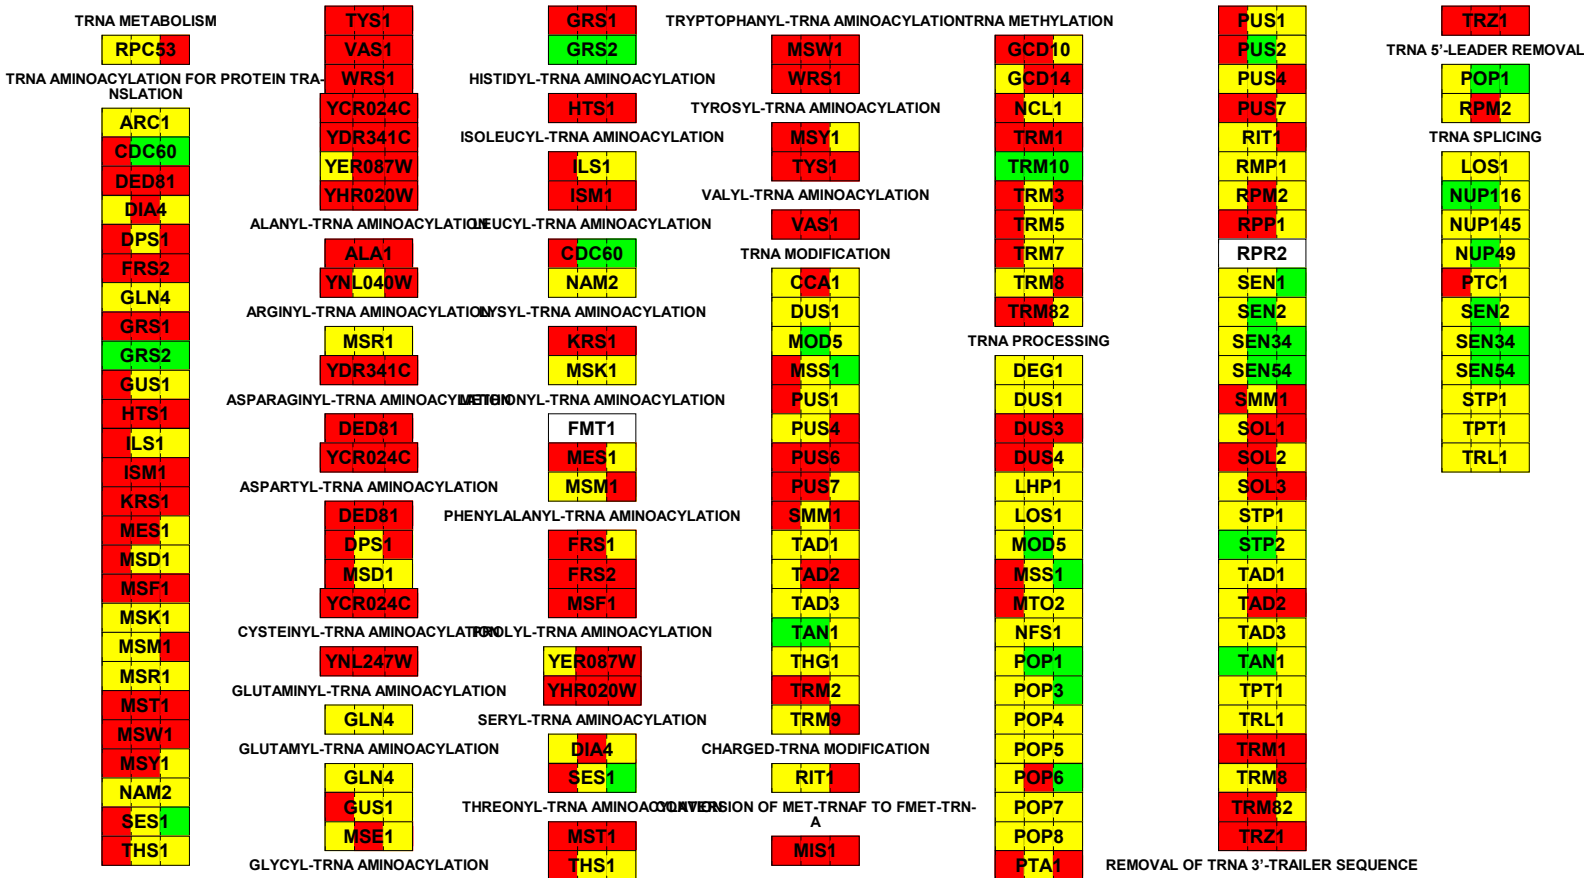 TRNA METABOLISM
RPC53
TRNA AMINOACYLATION FOR PROTEIN TRA-
NSLATION
ARC1
CDC60
DED81
DIA4
DPS1
FRS2
GLN4
GRS1
GRS2
GUS1
HTS1
ILS1
ISM1
KRS1
MES1
MSD1
MSF1
MSK1
MSM1
MSR1
MST1
MSW1
MSY1
NAM2
SES1
THS1
TYS1
VAS1
WRS1
YCR024C
YDR341C
YER087W
YHR020W
ALANYL-TRNA AMINOACYLATION
ALA1
YNL040W
ARGINYL-TRNA AMINOACYLATION
MSR1
YDR341C
ASPARAGINYL-TRNA AMINOACYLATION
DED81
YCR024C
ASPARTYL-TRNA AMINOACYLATION
DED81
DPS1
MSD1
YCR024C
CYSTEINYL-TRNA AMINOACYLATION
YNL247W
GLUTAMINYL-TRNA AMINOACYLATION
GLN4
GLUTAMYL-TRNA AMINOACYLATION
GLN4
GUS1
MSE1
GLYCYL-TRNA AMINOACYLATION
GRS1
GRS2
HISTIDYL-TRNA AMINOACYLATION
HTS1
ISOLEUCYL-TRNA AMINOACYLATION
ILS1
ISM1
LEUCYL-TRNA AMINOACYLATION
CDC60
NAM2
LYSYL-TRNA AMINOACYLATION
KRS1
MSK1
METHIONYL-TRNA AMINOACYLATION
FMT1
MES1
MSM1
PHENYLALANYL-TRNA AMINOACYLATION
FRS1
FRS2
MSF1
PROLYL-TRNA AMINOACYLATION
YER087W
YHR020W
SERYL-TRNA AMINOACYLATION
DIA4
SES1
THREONYL-TRNA AMINOACYLATION
MST1
THS1
TRYPTOPHANYL-TRNA AMINOACYLATION
MSW1
WRS1
TYROSYL-TRNA AMINOACYLATION
MSY1
TYS1
VALYL-TRNA AMINOACYLATION
VAS1
TRNA MODIFICATION
CCA1
DUS1
MOD5
MSS1
PUS1
PUS4
PUS6
PUS7
SMM1
TAD1
TAD2
TAD3
TAN1
THG1
TRM2
TRM9
CHARGED-TRNA MODIFICATION
RIT1
CONVERSION OF MET-TRNAF TO FMET-TRN-
A
MIS1
TRNA METHYLATION
GCD10
GCD14
NCL1
TRM1
TRM10
TRM3
TRM5
TRM7
TRM8
TRM82
TRNA PROCESSING
DEG1
DUS1
DUS3
DUS4
LHP1
LOS1
MOD5
MSS1
MTO2
NFS1
POP1
POP3
POP4
POP5
POP6
POP7
POP8
PTA1
PUS1
PUS2
PUS4
PUS7
RIT1
RMP1
RPM2
RPP1
RPR2
SEN1
SEN2
SEN34
SEN54
SMM1
SOL1
SOL2
SOL3
STP1
STP2
TAD1
TAD2
TAD3
TAN1
TPT1
TRL1
TRM1
TRM8
TRM82
TRZ1
REMOVAL OF TRNA 3'-TRAILER SEQUENCE
TRZ1
TRNA 5'-LEADER REMOVAL
POP1
RPM2
TRNA SPLICING
LOS1
NUP116
NUP145
NUP49
PTC1
SEN2
SEN34
SEN54
STP1
TPT1
TRL1